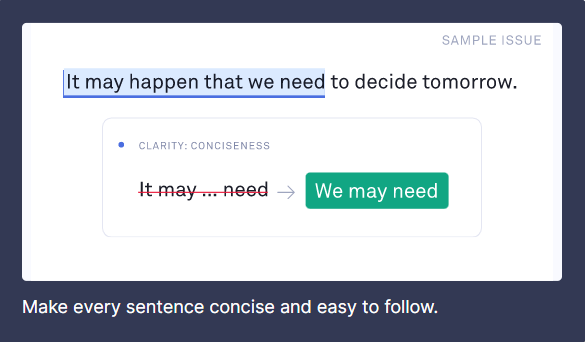 SAMPLE ISSUE
It may happen that we need to decide tomorrow.
CLARITY: CONCISENESS
It may ... need → We may need
Make every sentence concise and easy to follow.